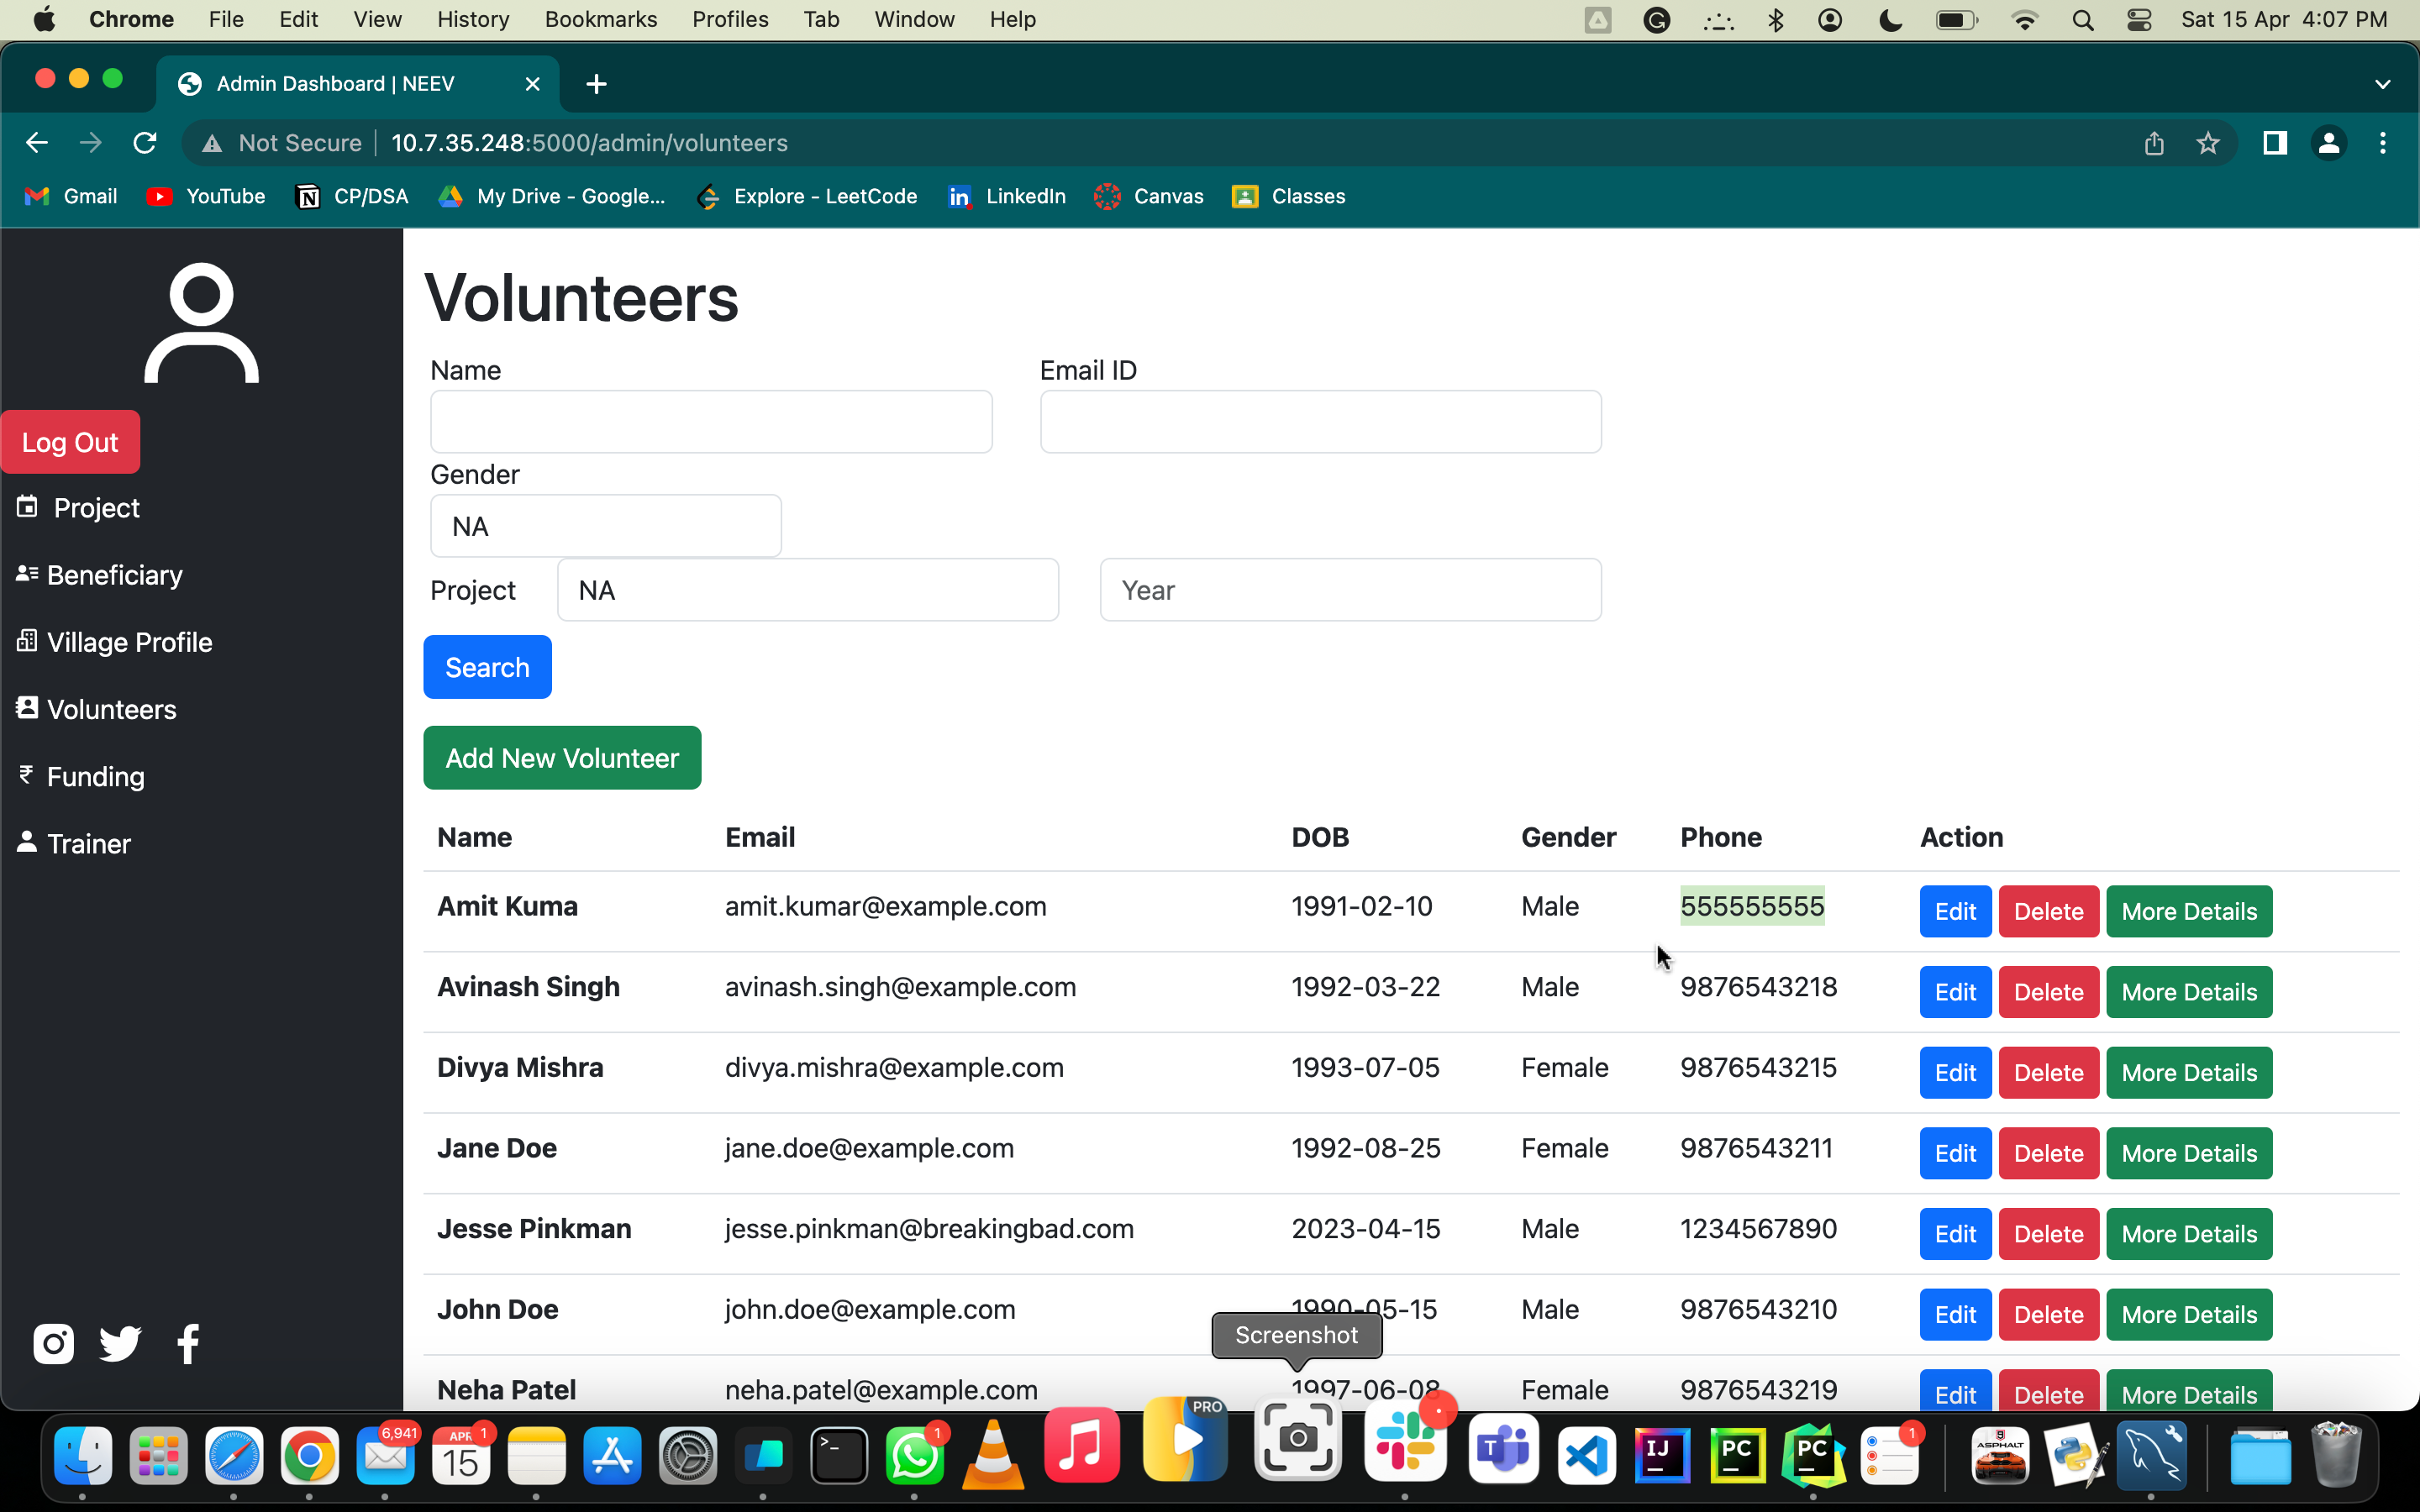 Chrome File Edit View History Bookmarks Profiles Tab Window Help Sat 15 Apr 4:07 PM
Admin Dashboard | NEEV
Not Secure 10.7.35.248:5000/admin/volunteers
Gmail YouTube CP/DSA My Drive - Google... Explore - LeetCode LinkedIn Canvas Classes
Log Out
Project
Beneficiary
Village Profile
Volunteers
Funding
Trainer
Volunteers
Name Email ID
Gender
NA
Project NA Year
Search
Add New Volunteer
Name Email DOB Gender Phone Action
Amit Kuma amit.kumar@example.com 1991-02-10 Male 555555555 Edit Delete More Details
Avinash Singh avinash.singh@example.com 1992-03-22 Male 9876543218 Edit Delete More Details
Divya Mishra divya.mishra@example.com 1993-07-05 Female 9876543215 Edit Delete More Details
Jane Doe jane.doe@example.com 1992-08-25 Female 9876543211 Edit Delete More Details
Jesse Pinkman jesse.pinkman@breakingbad.com 2023-04-15 Male 1234567890 Edit Delete More Details
John Doe john.doe@example.com 1990-05-15 Male 9876543210 Edit Delete More Details
Screenshot
Neha Patel neha.patel@example.com 1997-06-08 Female 9876543219 Edit Delete More Details
6,941 APR 1 15 1 PRO T IJ PC PC 1 9 ASPHALT